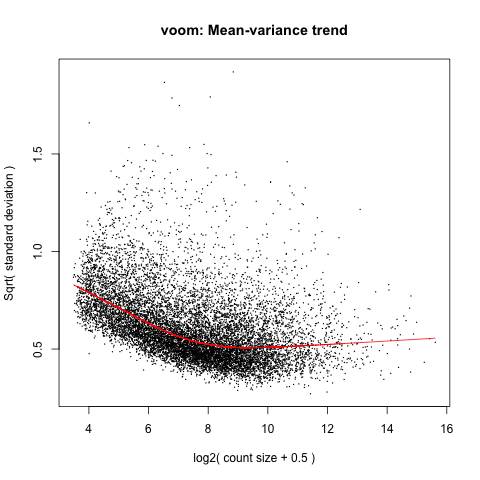 voom: Mean-variance trend
Sqrt( standard deviation )
1.5
1.0
0.5
4 6 8 10 12 14 16
log2( count size + 0.5 )